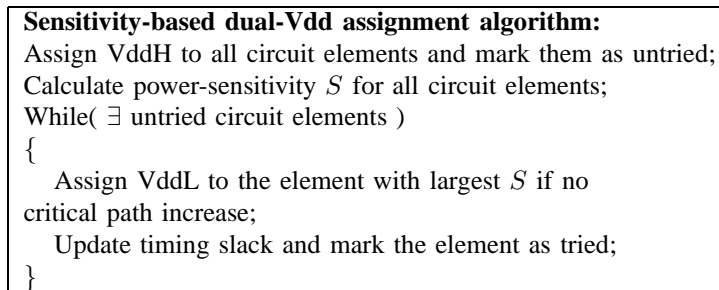 Sensitivity-based dual-Vdd assignment algorithm:
Assign VddH to all circuit elements and mark them as untried;
Calculate power-sensitivity S for all circuit elements;
While( ∃ untried circuit elements )
{
Assign VddL to the element with largest S if no
critical path increase;
Update timing slack and mark the element as tried;
}